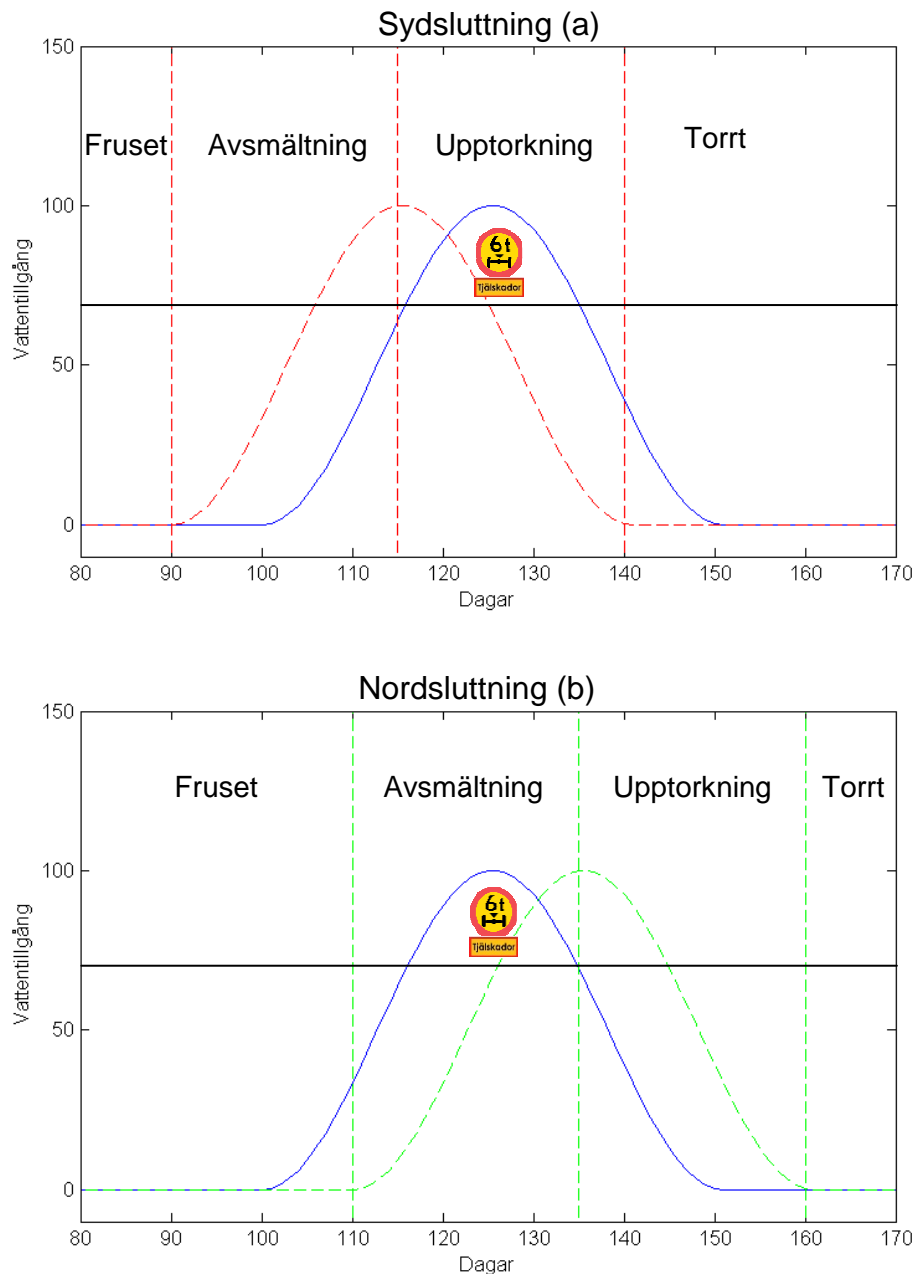 Sydsluttning (a)
150
100
50
0
Vattentillgång
Fruset Avsmältning Upptorkning Torrt
6t
Tjälskador
80 90 100 110 120 130 140 150 160 170
Dagar
Nordsluttning (b)
150
100
50
0
Vattentillgång
Fruset Avsmältning Upptorkning Torrt
6t
Tjälskador
80 90 100 110 120 130 140 150 160 170
Dagar